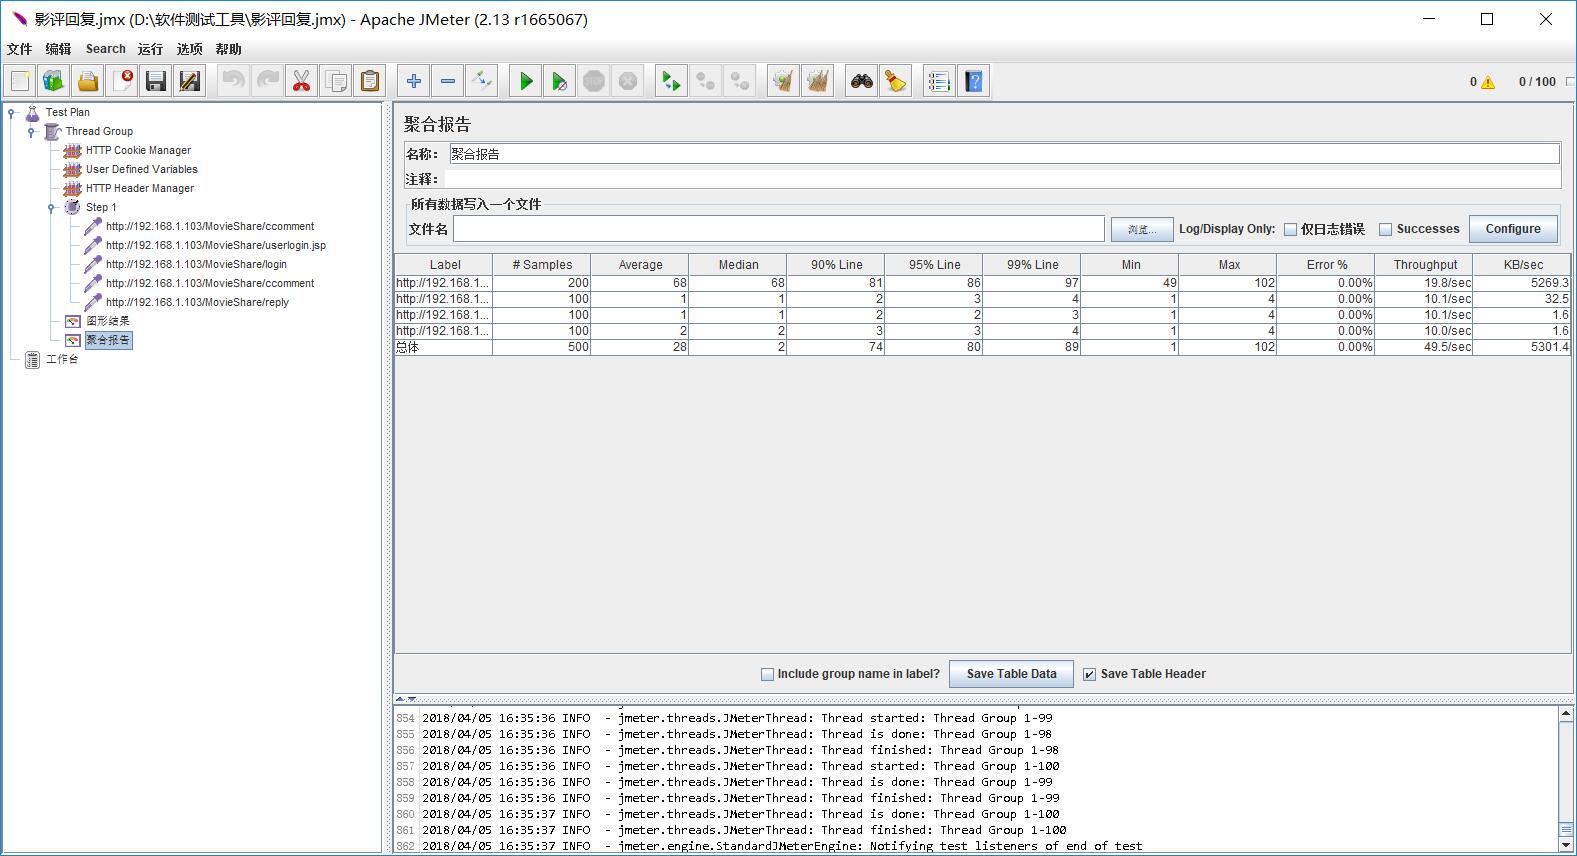 影评回复.jmx (D:\软件测试工具\影评回复.jmx) - Apache JMeter (2.13 r1665067)
文件 编辑 Search 运行 选项 帮助
0 0 / 100
Test Plan
Thread Group
HTTP Cookie Manager
User Defined Variables
HTTP Header Manager
Step 1
http://192.168.1.103/MovieShare/ccomment
http://192.168.1.103/MovieShare/userlogin.jsp
http://192.168.1.103/MovieShare/login
http://192.168.1.103/MovieShare/ccomment
http://192.168.1.103/MovieShare/reply
图形结果
聚合报告
工作台
聚合报告
名称: 聚合报告
注释:
所有数据写入一个文件
文件名 浏览... Log/Display Only: 仅日志错误 Successes Configure
Label # Samples Average Median 90% Line 95% Line 99% Line Min Max Error % Throughput KB/sec
http://192.168.1... 200 68 68 81 86 97 49 102 0.00% 19.8/sec 5269.3
http://192.168.1... 100 1 1 2 3 4 1 4 0.00% 10.1/sec 32.5
http://192.168.1... 100 1 1 2 2 3 1 4 0.00% 10.1/sec 1.6
http://192.168.1... 100 2 2 3 3 4 1 4 0.00% 10.0/sec 1.6
总体 500 28 2 74 80 89 1 102 0.00% 49.5/sec 5301.4
Include group name in label? Save Table Data Save Table Header
854 2018/04/05 16:35:36 INFO - jmeter.threads.JMeterThread: Thread started: Thread Group 1-99
855 2018/04/05 16:35:36 INFO - jmeter.threads.JMeterThread: Thread is done: Thread Group 1-98
856 2018/04/05 16:35:36 INFO - jmeter.threads.JMeterThread: Thread finished: Thread Group 1-98
857 2018/04/05 16:35:36 INFO - jmeter.threads.JMeterThread: Thread started: Thread Group 1-100
858 2018/04/05 16:35:36 INFO - jmeter.threads.JMeterThread: Thread is done: Thread Group 1-99
859 2018/04/05 16:35:36 INFO - jmeter.threads.JMeterThread: Thread finished: Thread Group 1-99
860 2018/04/05 16:35:37 INFO - jmeter.threads.JMeterThread: Thread is done: Thread Group 1-100
861 2018/04/05 16:35:37 INFO - jmeter.threads.JMeterThread: Thread finished: Thread Group 1-100
862 2018/04/05 16:35:37 INFO - jmeter.engine.StandardJMeterEngine: Notifying test listeners of end of test